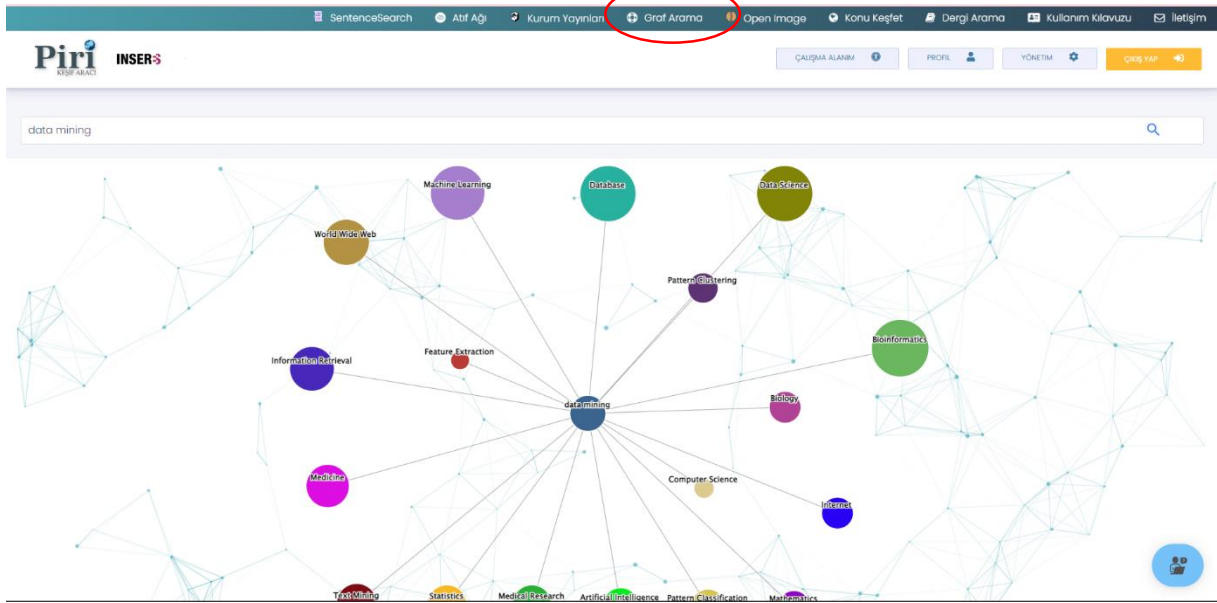 SentenceSearch Atıf Ağı Kurum Yayınları Graf Arama Open Image Konu Keşfet Dergi Arama Kullanım Kılavuzu İletişim
Piri KEŞİF ARACI INSER
ÇALIŞMA ALANIM PROFIL YÖNETIM ÇIKIŞ YAP
data mining
Machine Learning Database Data Science
World Wide Web
Pattern Clustering
Bioinformatics
Information Retrieval Feature Extraction
data mining Biology
Medicine Computer Science
Internet
Text Mining Statistics Medical Research Artificial Intelligence Pattern Classification Mathematics